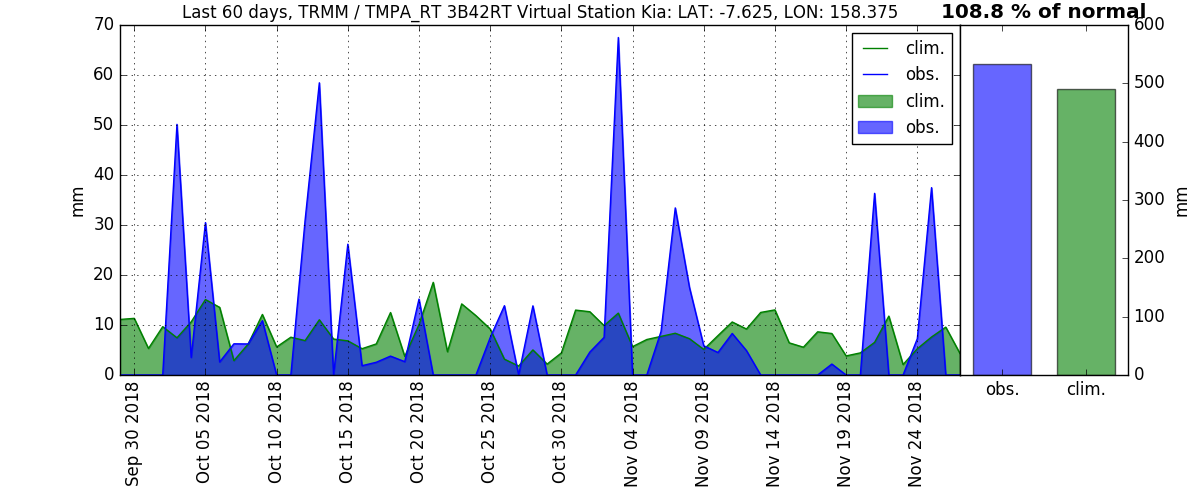 Last 60 days, TRMM / TMPA_RT 3B42RT Virtual Station Kia: LAT: -7.625, LON: 158.375
108.8 % of normal
70
60
50
40
30
20
10
0
mm
clim.
obs.
clim.
obs.
Sep 30 2018
Oct 05 2018
Oct 10 2018
Oct 15 2018
Oct 20 2018
Oct 25 2018
Oct 30 2018
Nov 04 2018
Nov 09 2018
Nov 14 2018
Nov 19 2018
Nov 24 2018
600
500
400
300
200
100
0
mm
obs.
clim.